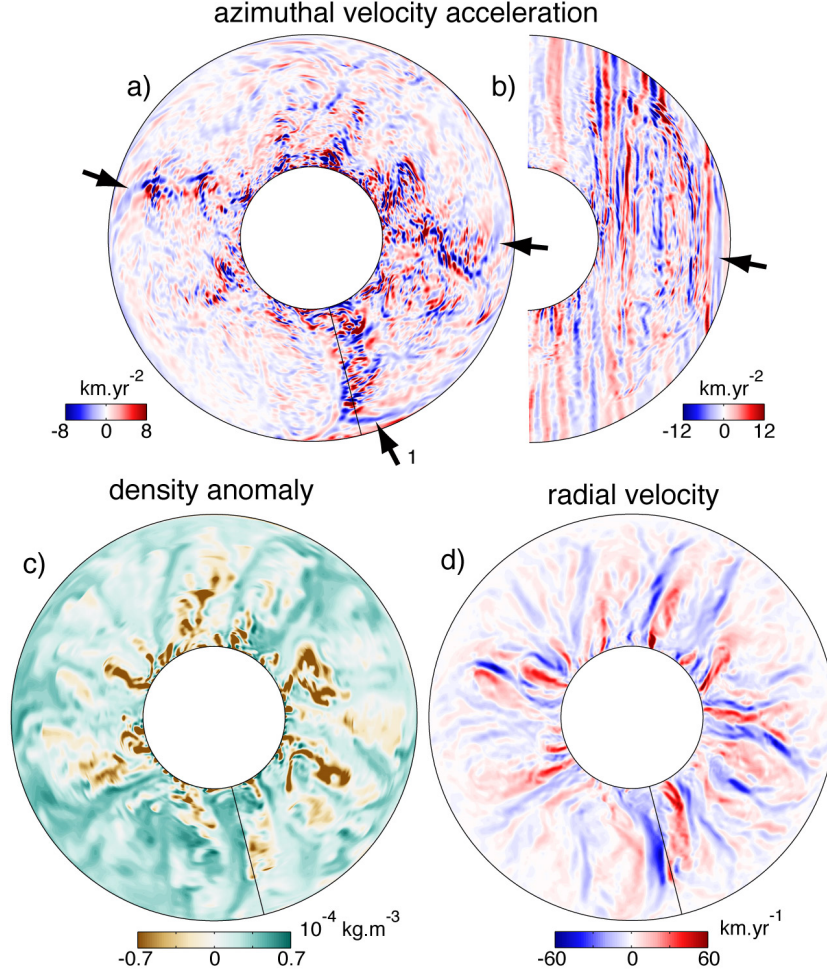 azimuthal velocity acceleration
a)
b)
km.yr-2
-8 0 8
1
km.yr-2
-12 0 12
density anomaly
radial velocity
c)
d)
10-4 kg.m-3
-0.7 0 0.7
km.yr-1
-60 0 60